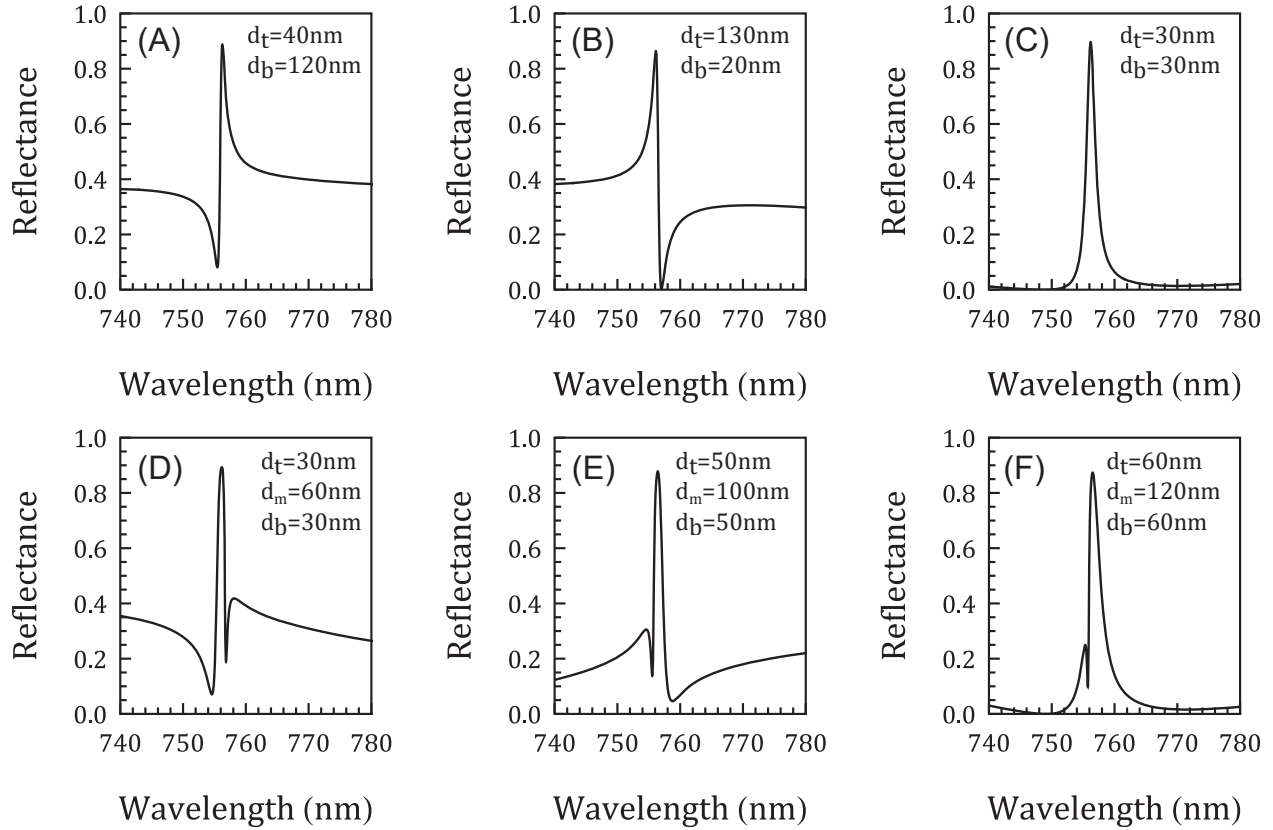 (A)
dt=40nm
db=120nm
1.0
0.8
0.6
0.4
0.2
0.0
740 750 760 770 780
Reflectance
Wavelength (nm)
(B)
dt=130nm
db=20nm
1.0
0.8
0.6
0.4
0.2
0.0
740 750 760 770 780
Reflectance
Wavelength (nm)
(C)
dt=30nm
db=30nm
1.0
0.8
0.6
0.4
0.2
0.0
740 750 760 770 780
Reflectance
Wavelength (nm)
(D)
dt=30nm
dm=60nm
db=30nm
1.0
0.8
0.6
0.4
0.2
0.0
740 750 760 770 780
Reflectance
Wavelength (nm)
(E)
dt=50nm
dm=100nm
db=50nm
1.0
0.8
0.6
0.4
0.2
0.0
740 750 760 770 780
Reflectance
Wavelength (nm)
(F)
dt=60nm
dm=120nm
db=60nm
1.0
0.8
0.6
0.4
0.2
0.0
740 750 760 770 780
Reflectance
Wavelength (nm)